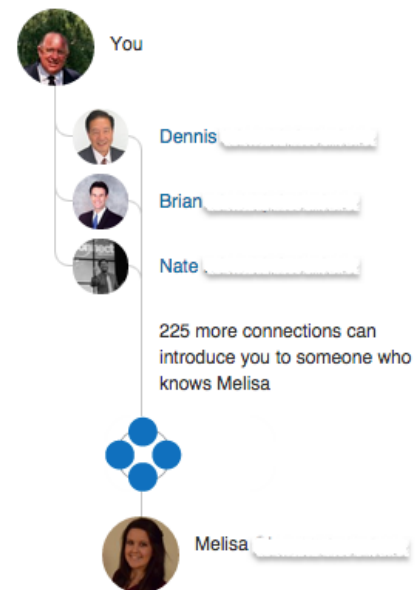 You
Dennis
Brian
Nate
225 more connections can
introduce you to someone who
knows Melisa
Melisa